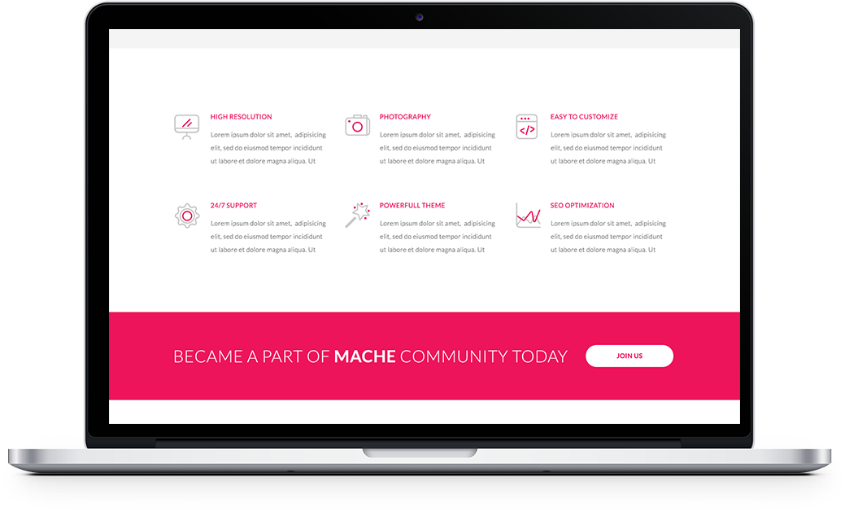 HIGH RESOLUTION
Lorem ipsum dolor sit amet, adipisicing
elit, sed do eiusmod tempor incididunt
ut labore et dolore magna aliqua. Ut
PHOTOGRAPHY
Lorem ipsum dolor sit amet, adipisicing
elit, sed do eiusmod tempor incididunt
ut labore et dolore magna aliqua. Ut
EASY TO CUSTOMIZE
Lorem ipsum dolor sit amet, adipisicing
elit, sed do eiusmod tempor incididunt
ut labore et dolore magna aliqua. Ut
24/7 SUPPORT
Lorem ipsum dolor sit amet, adipisicing
elit, sed do eiusmod tempor incididunt
ut labore et dolore magna aliqua. Ut
POWERFULL THEME
Lorem ipsum dolor sit amet, adipisicing
elit, sed do eiusmod tempor incididunt
ut labore et dolore magna aliqua. Ut
SEO OPTIMIZATION
Lorem ipsum dolor sit amet, adipisicing
elit, sed do eiusmod tempor incididunt
ut labore et dolore magna aliqua. Ut
BECAME A PART OF MACHE COMMUNITY TODAY
JOIN US